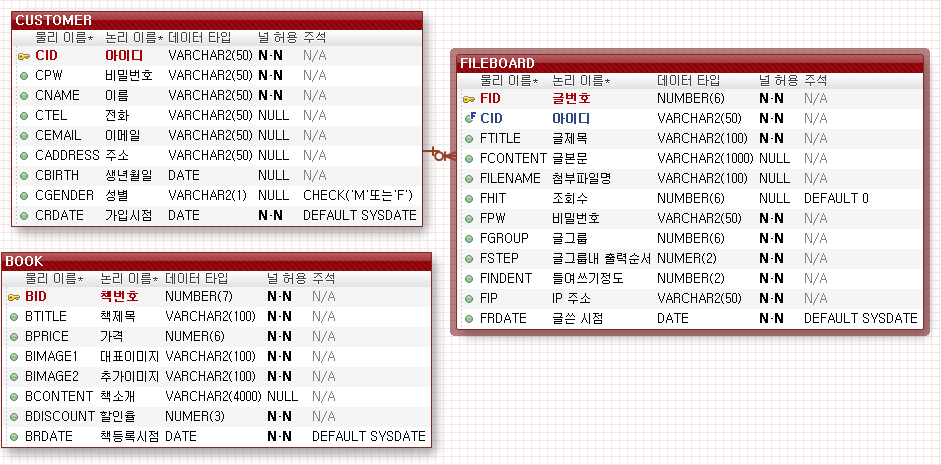 CUSTOMER
물리 이름* 논리 이름* 데이터 타입 널 허용 주석
CID 아이디 VARCHAR2(50) N-N N/A
CPW 비밀번호 VARCHAR2(50) N-N N/A
CNAME 이름 VARCHAR2(50) N-N N/A
CTEL 전화 VARCHAR2(50) NULL N/A
CEMAIL 이메일 VARCHAR2(50) NULL N/A
CADDRESS 주소 VARCHAR2(50) NULL N/A
CBIRTH 생년월일 DATE NULL N/A
CGENDER 성별 VARCHAR2(1) NULL CHECK('M'또는'F')
CRDATE 가입시점 DATE N-N DEFAULT SYSDATE
FILEBOARD
물리 이름* 논리 이름* 데이터 타입 널 허용 주석
FID 글번호 NUMBER(6) N-N N/A
F
CID 아이디 VARCHAR2(50) N-N N/A
FTITLE 글제목 VARCHAR2(100) N-N N/A
FCONTENT 글본문 VARCHAR2(1000) NULL N/A
FILENAME 첨부파일명 VARCHAR2(100) NULL N/A
FHIT 조회수 NUMBER(6) NULL DEFAULT 0
FPW 비밀번호 VARCHAR2(50) N-N N/A
FGROUP 글그룹 NUMBER(6) N-N N/A
FSTEP 글그룹내 출력순서 NUMER(2) N-N N/A
FINDENT 들여쓰기정도 NUMBER(2) N-N N/A
FIP IP 주소 VARCHAR2(50) N-N N/A
FRDATE 글쓴 시점 DATE N-N DEFAULT SYSDATE
BOOK
물리 이름* 논리 이름* 데이터 타입 널 허용 주석
BID 책번호 NUMBER(7) N-N N/A
BTITLE 책제목 VARCHAR2(100) N-N N/A
BPRICE 가격 NUMER(6) N-N N/A
BIMAGE1 대표이미지 VARCHAR2(100) N-N N/A
BIMAGE2 추가이미지 VARCHAR2(100) N-N N/A
BCONTENT 책소개 VARCHAR2(4000) NULL N/A
BDISCOUNT 할인율 NUMER(3) N-N N/A
BRDATE 책등록시점 DATE N-N DEFAULT SYSDATE